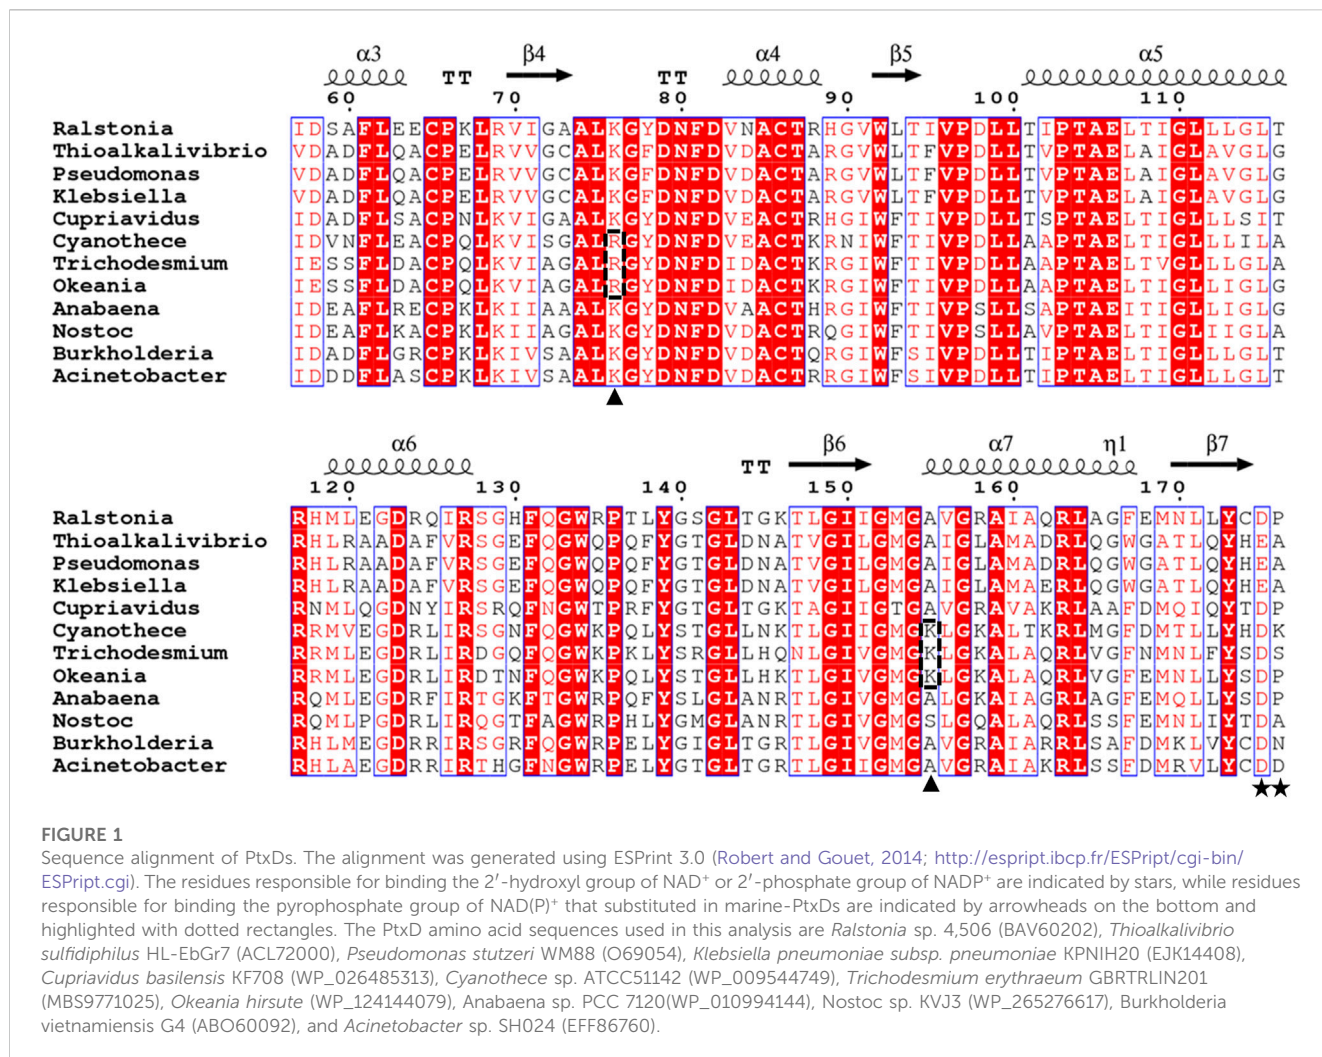 α3 β4 α4 β5 α5
TT TT
60 70 80 90 100 110
Ralstonia IDSAFLEECPKLRVIGAALKGYDNFDVNACTRHGVWLTIVPDLLTIPTAELTIGLLLGLT
Thioalkalivibrio VDADFLQACPELRVVGCALKGFDNFDVDACTARGVWLTFVPDLLTVPTAELAIGLAVGLG
Pseudomonas VDADFLQACPELRVVGCALKGFDNFDVDACTARGVWLTFVPDLLTVPTAELAIGLAVGLG
Klebsiella VDADFLQACPELRVVGCALKGFDNFDVDACTARGVWLTFVPDLLTVPTAELAIGLAVGLG
Cupriavidus IDADFLSACPNLKVIGAALKGYDNFDVEACTRHGIWFTIVPDLLTSPTAELTIGLLLSIT
Cyanothece IDVNFLEACPQLKVISGALRGYDNFDVEACTKRNIWFTIVPDLLAAPTAELTIGLLLILA
Trichodesmium IESSFLDACPQLKVIAGALRGYDNFDIDACTKRGIWFTIVPDLLAAPTAELTVGLLIGLA
Okeania IESSFLDACPQLKVIAGALRGYDNFDIDACTKRGIWFTIVPDLLAAPTAELTIGLLIGLA
Anabaena IDEAFLRECPKLKIIAAALKGYDNFDVAACTHRGIWFTIVPSLLSAPTAEITIGLLIGLG
Nostoc IDEAFLKACPKLKIIAGALKGYDNFDVDACTRQGIWFTIVPSLLAVPTAELTIGLIIGLA
Burkholderia IDADFLGRCPKLKIVSAALKGYDNFDVDACTQRGIWFSIVPDLLTIPTAELTIGLLLGLT
Acinetobacter IDDDFLASCPKLKIVSAALKGYDNFDVDACTRRGIWFSIVPDLLTIPTAELTIGLLLGLT
α6 β6 α7 η1 β7
TT
120 130 140 150 160 170
Ralstonia RHMLEGDRQIRSGHFQGWRPTLYGSGLTGKTLGIIGMGAVGRAIAQRLAGFEMNLLYCDP
Thioalkalivibrio RHLRAADAFVRSGEFQGWQPQFYGTGLDNATVGILGMGAIGLAMADRLQGWGATLQYHEA
Pseudomonas RHLRAADAFVRSGEFQGWQPQFYGTGLDNATVGILGMGAIGLAMADRLQGWGATLQYHEA
Klebsiella RHLRAADAFVRSGEFQGWQPQFYGTGLDNATVGILGMGAIGLAMAERLQGWGATLQYHEA
Cupriavidus RNMLQGDNYIRSRQFNGWTPRFYGTGLTGKTAGIIGTGAVGRAVAKRLAAFDMQIQYTDP
Cyanothece RRMVEGDRLIRSGNFQGWKPQLYSTGLLNKTLGIIGMGKLGKALTKRLMGFDMTLLYHDK
Trichodesmium RRMLEGDRLIRDGQFQGWKPKLYSRGLLHQNLGIVGMGKLGKALAQRLVGFNMNLFYSDS
Okeania RRMLEGDRLIRDTNFQGWKPQLYSTGLLHKTLGIVGMGKLGKALAQRLVGFEMNLLYSDP
Anabaena RQMLEGDRFIRTGKFTGWKPQFYSLGLANRTLGIVGMGALGKAIAGRLAGFEMQLLYSDP
Nostoc RQMLPGDRLIRQGTFAGWRPHLYGMGLANRTLGIVGMGSLGQALAQRLSSFEMNLIYTDA
Burkholderia RHLMEGDRRIRSGRFQGWRPELYGIGLTGRTLGIVGMGAVGRAIARRLSAFDMKLVYCDN
Acinetobacter RHLAEGDRRIRTHGFNGWRPELYGTGLTGRTLGIIGMGAVGRAIAKRLSSFDMRVLYCDD
FIGURE 1
Sequence alignment of PtxDs. The alignment was generated using ESPrint 3.0 (Robert and Gouet, 2014; http://espript.ibcp.fr/ESPript/cgi-bin/
ESPript.cgi). The residues responsible for binding the 2′-hydroxyl group of NAD⁺ or 2′-phosphate group of NADP⁺ are indicated by stars, while residues
responsible for binding the pyrophosphate group of NAD(P)⁺ that substituted in marine-PtxDs are indicated by arrowheads on the bottom and
highlighted with dotted rectangles. The PtxD amino acid sequences used in this analysis are Ralstonia sp. 4,506 (BAV60202), Thioalkalivibrio
sulfidiphilus HL-EbGr7 (ACL72000), Pseudomonas stutzeri WM88 (O69054), Klebsiella pneumoniae subsp. pneumoniae KPNIH20 (EJK14408),
Cupriavidus basilensis KF708 (WP_026485313), Cyanothece sp. ATCC51142 (WP_009544749), Trichodesmium erythraeum GBRTRLIN201
(MBS9771025), Okeania hirsute (WP_124144079), Anabaena sp. PCC 7120(WP_010994144), Nostoc sp. KVJ3 (WP_265276617), Burkholderia
vietnamiensis G4 (ABO60092), and Acinetobacter sp. SH024 (EFF86760).